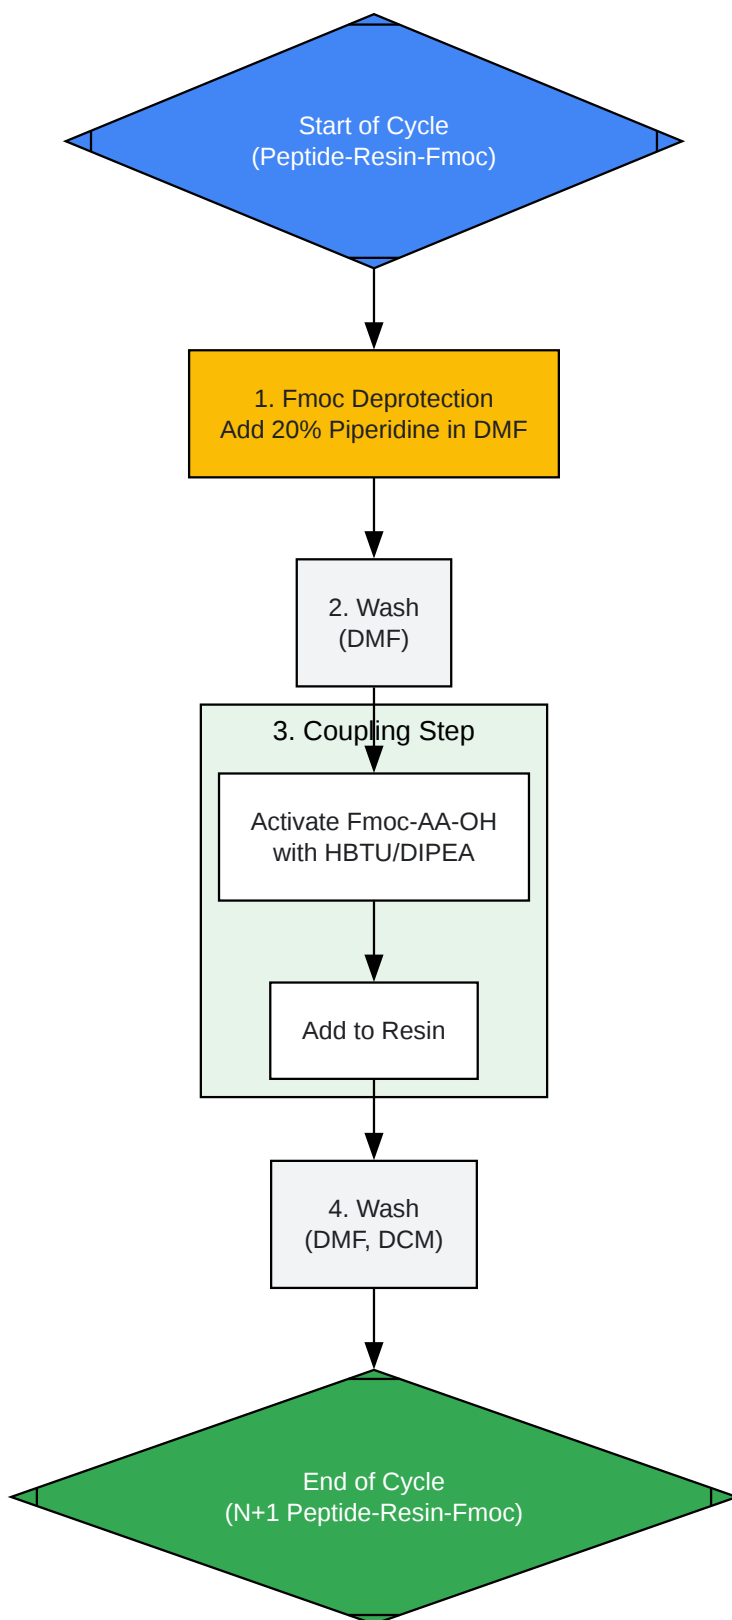 Start of Cycle
(Peptide-Resin-Fmoc)
1. Fmoc Deprotection
Add 20% Piperidine in DMF
2. Wash
(DMF)
3. Coupling Step
Activate Fmoc-AA-OH
with HBTU/DIPEA
Add to Resin
4. Wash
(DMF, DCM)
End of Cycle
(N+1 Peptide-Resin-Fmoc)